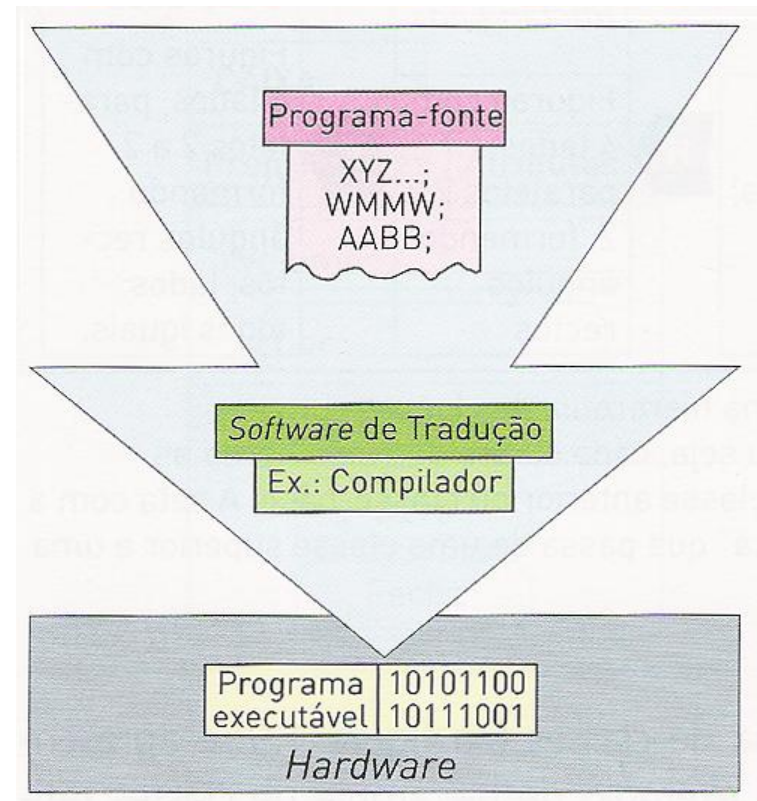 Programa-fonte
XYZ...;
WMMW;
AABB;
Software de Tradução
Ex.: Compilador
Programa 10101100
executável 10111001
Hardware